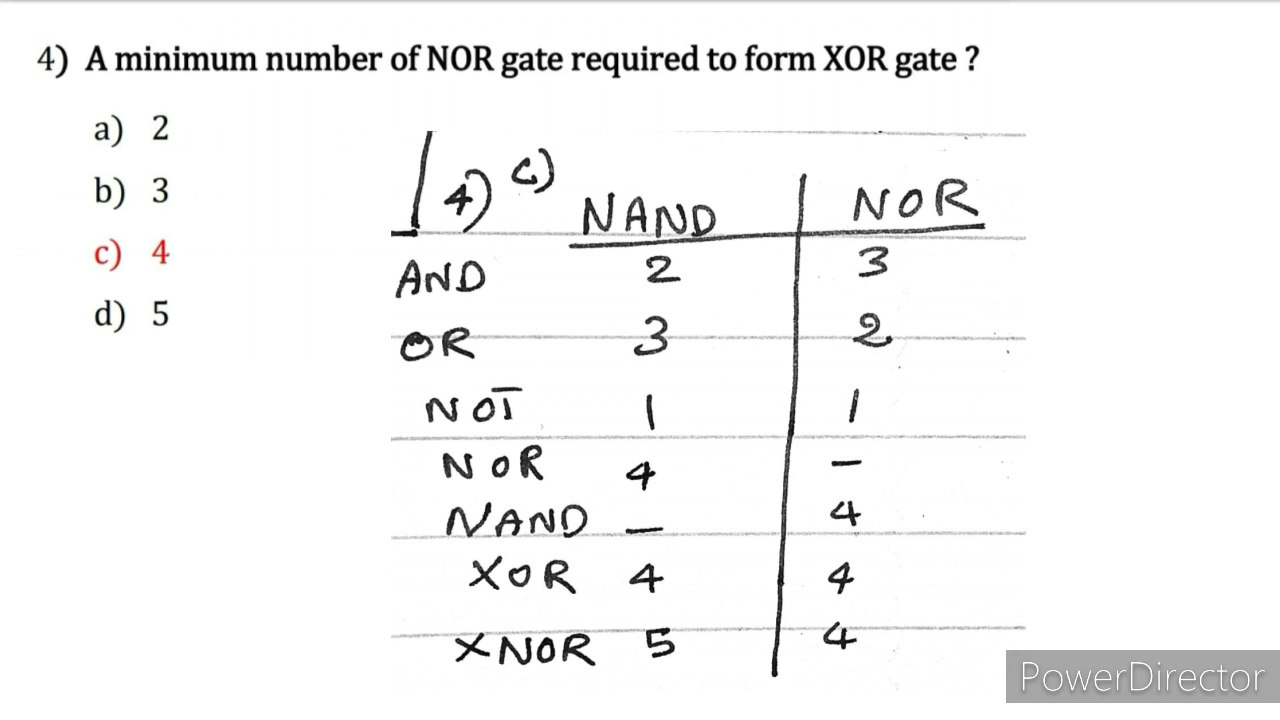 4) A minimum number of NOR gate required to form XOR gate ?
a) 2
b) 3
c) 4
d) 5
4) c)
NAND NOR
AND 2 3
OR 3 2
NOT 1 1
NOR 4 –
NAND – 4
XOR 4 4
XNOR 5 4
PowerDirector